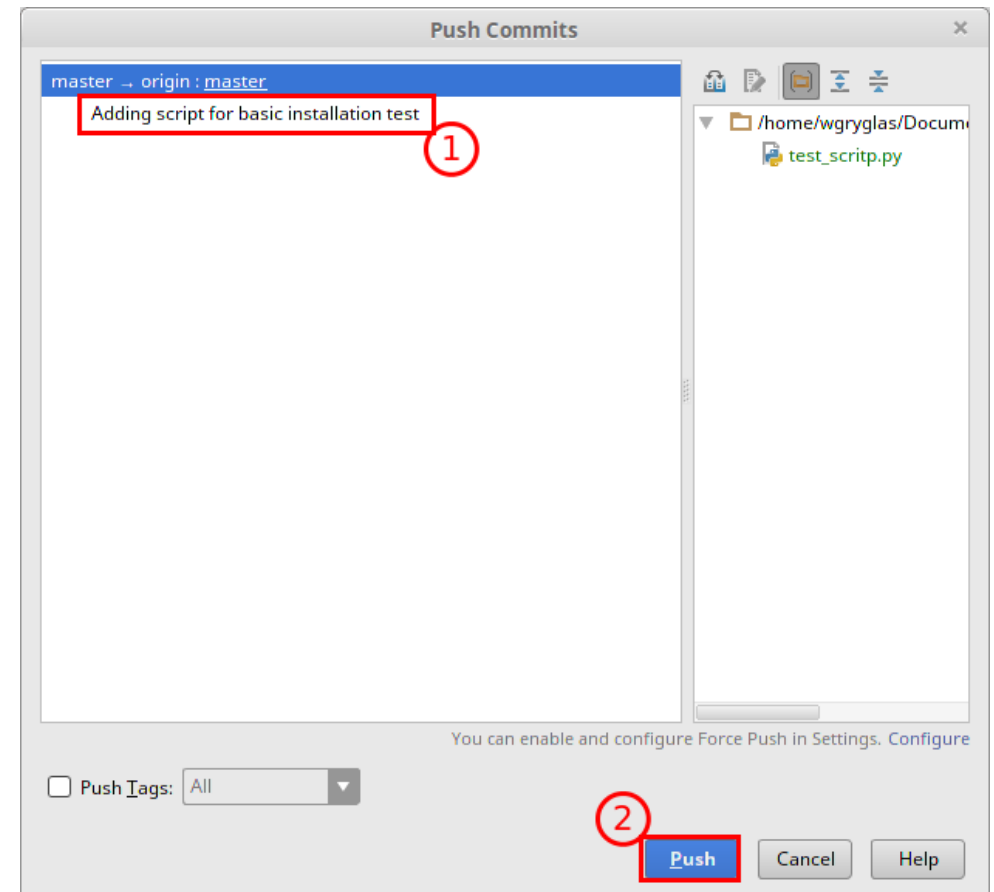 Push Commits
master → origin : master
Adding script for basic installation test
1
/home/wgryglas/Docum
test_scritp.py
You can enable and configure Force Push in Settings. Configure
Push Tags: All
2
Push Cancel Help